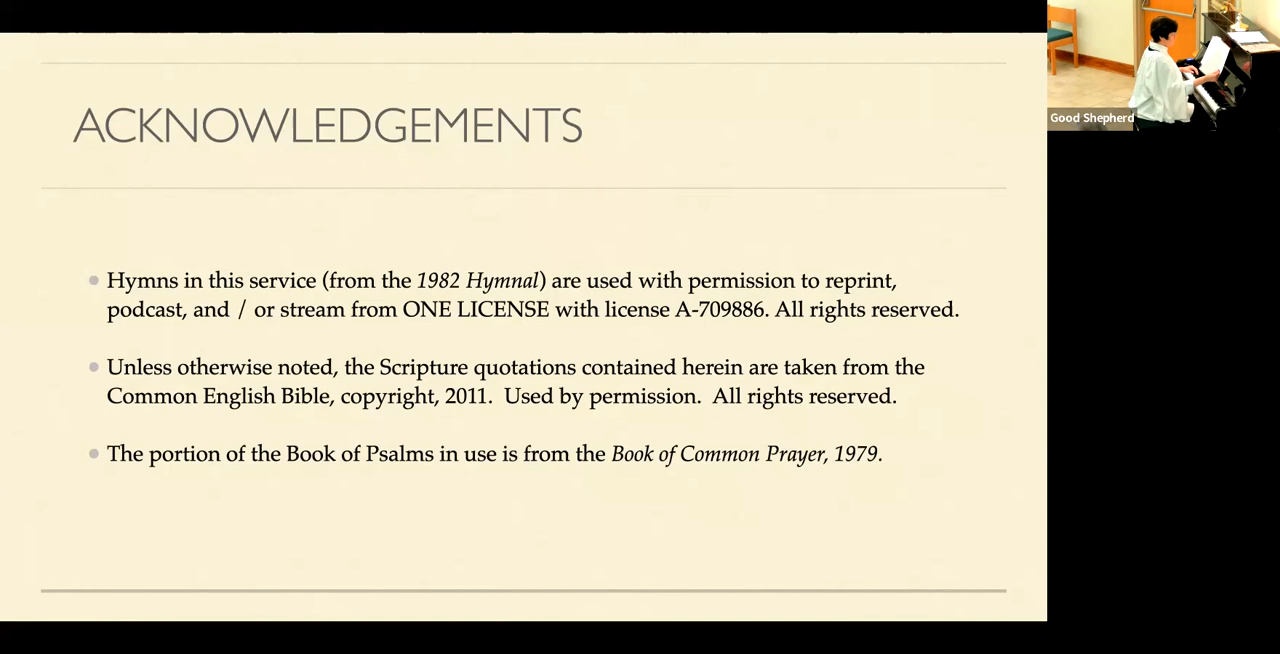 ACKNOWLEDGEMENTS
Hymns in this service (from the 1982 Hymnal) are used with permission to reprint,
podcast, and / or stream from ONE LICENSE with license A-709886. All rights reserved.
Unless otherwise noted, the Scripture quotations contained herein are taken from the
Common English Bible, copyright, 2011.  Used by permission.  All rights reserved.
The portion of the Book of Psalms in use is from the Book of Common Prayer, 1979.
Good Shepherd